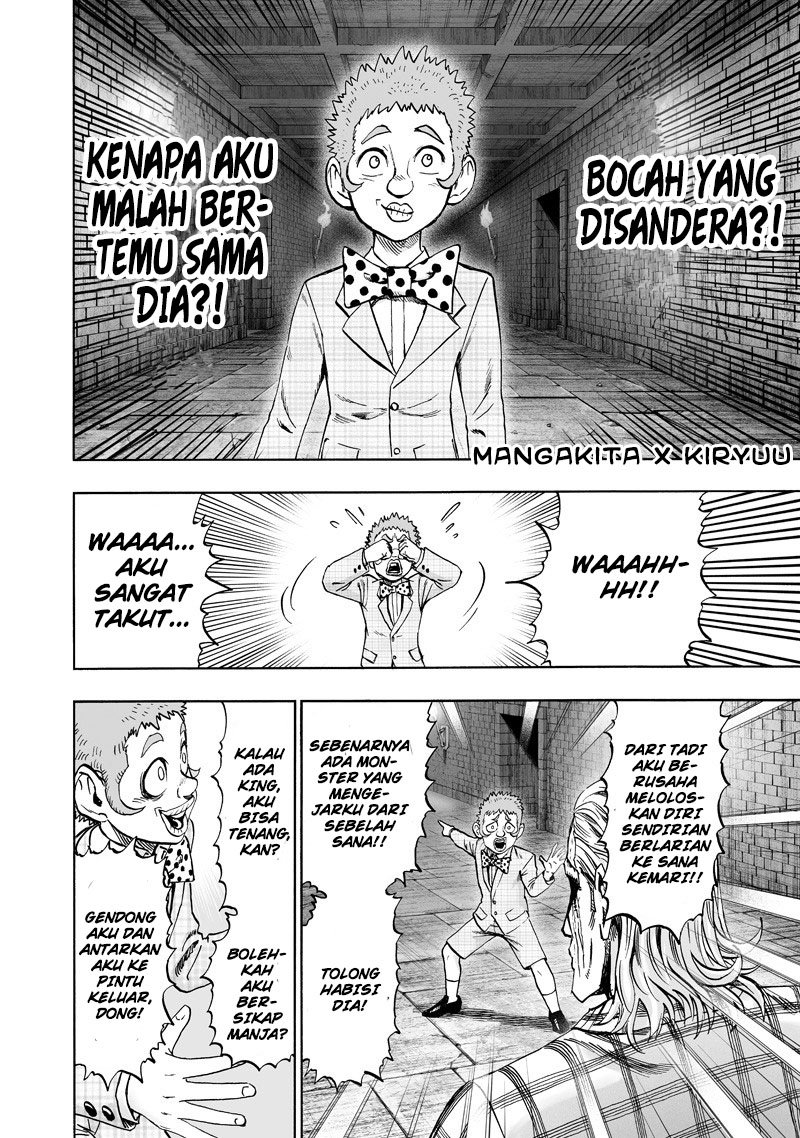 BOCAH YANG
DISANDERA?!
KENAPA AKU
MALAH BER-
TEMU SAMA
DIA?!
MANGAKITA X KIRYUU
WAAAHH-
HH!!
WAAAA...
AKU
SANGAT
TAKUT...
DARI TADI
AKU BE-
RUSAHA
MELOLOS-
KAN DIRI
SENDIRIAN
BERLARIAN
KE SANA
KEMARI!!
SEBENARNYA
ADA MON-
STER YANG
MENGE-
JARKU DARI
SEBELAH
SANA!!
TOLONG
HABISI
DIA!
KALAU
ADA
KING,
AKU
BISA
TENANG,
KAN?
BOLEH-
KAH
AKU
BER-
SIKAP
MANJA?
GENDONG
AKU DAN
ANTARKAN
AKU KE
PINTU
KELUAR,
DONG!